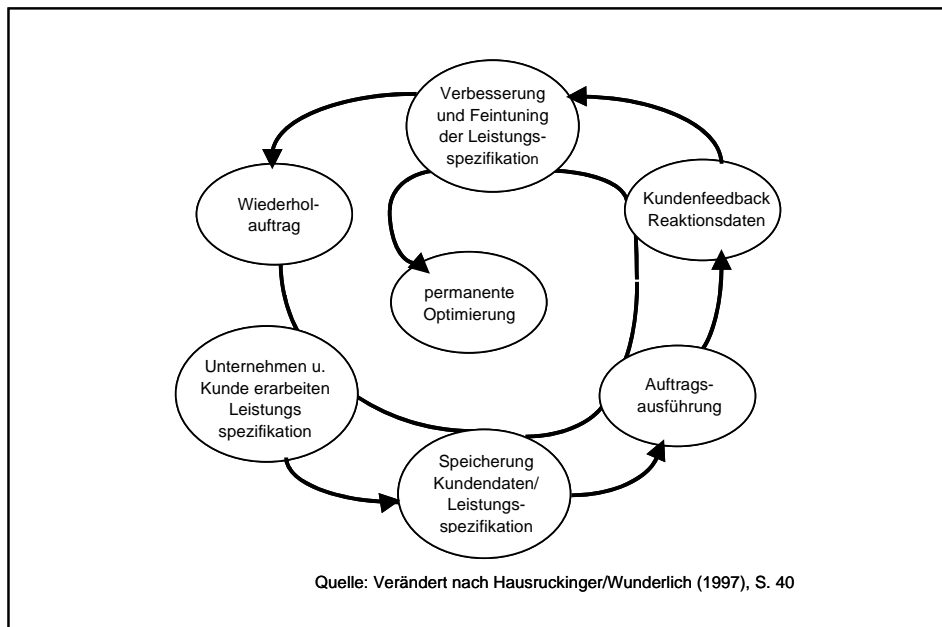 Verbesserung
und Feintuning
der Leistungs-
spezifikation
Wiederhol-
auftrag
Kundenfeedback
Reaktionsdaten
permanente
Optimierung
Unternehmen u.
Kunde erarbeiten
Leistungs
spezifikation
Auftrags-
ausführung
Speicherung
Kundendaten/
Leistungs-
spezifikation
Quelle: Verändert nach Hausruckinger/Wunderlich (1997), S. 40